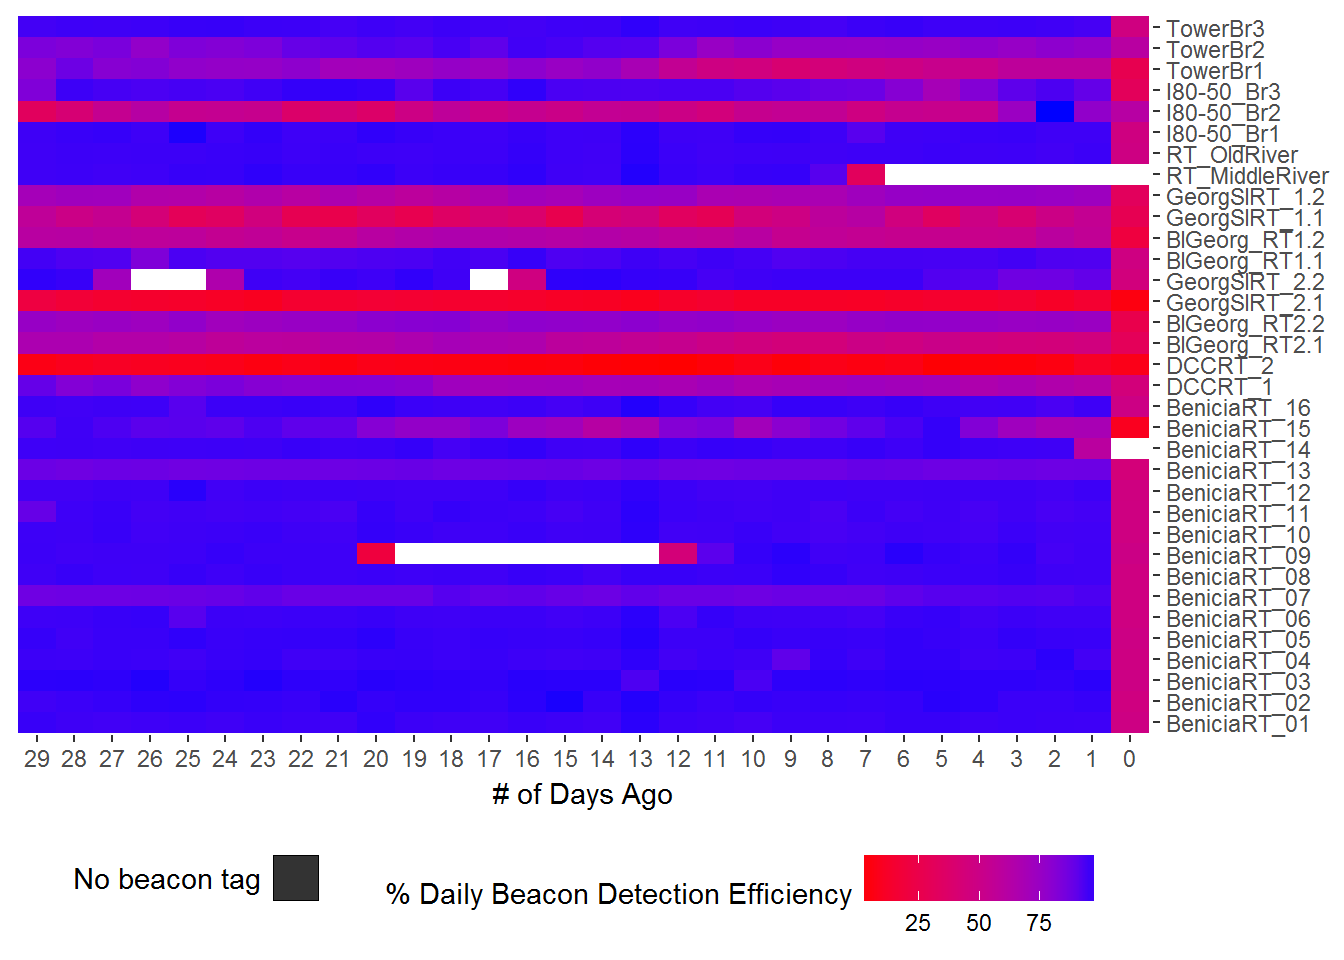 TowerBr3
TowerBr2
TowerBr1
I80-50_Br3
I80-50_Br2
I80-50_Br1
RT_OldRiver
RT_MiddleRiver
GeorgSlRT_1.2
GeorgSlRT_1.1
BlGeorg_RT1.2
BlGeorg_RT1.1
GeorgSlRT_2.2
GeorgSlRT_2.1
BlGeorg_RT2.2
BlGeorg_RT2.1
DCCRT_2
DCCRT_1
BeniciaRT_16
BeniciaRT_15
BeniciaRT_14
BeniciaRT_13
BeniciaRT_12
BeniciaRT_11
BeniciaRT_10
BeniciaRT_09
BeniciaRT_08
BeniciaRT_07
BeniciaRT_06
BeniciaRT_05
BeniciaRT_04
BeniciaRT_03
BeniciaRT_02
BeniciaRT_01
29 28 27 26 25 24 23 22 21 20 19 18 17 16 15 14 13 12 11 10 9 8 7 6 5 4 3 2 1 0
# of Days Ago
No beacon tag
% Daily Beacon Detection Efficiency
25 50 75